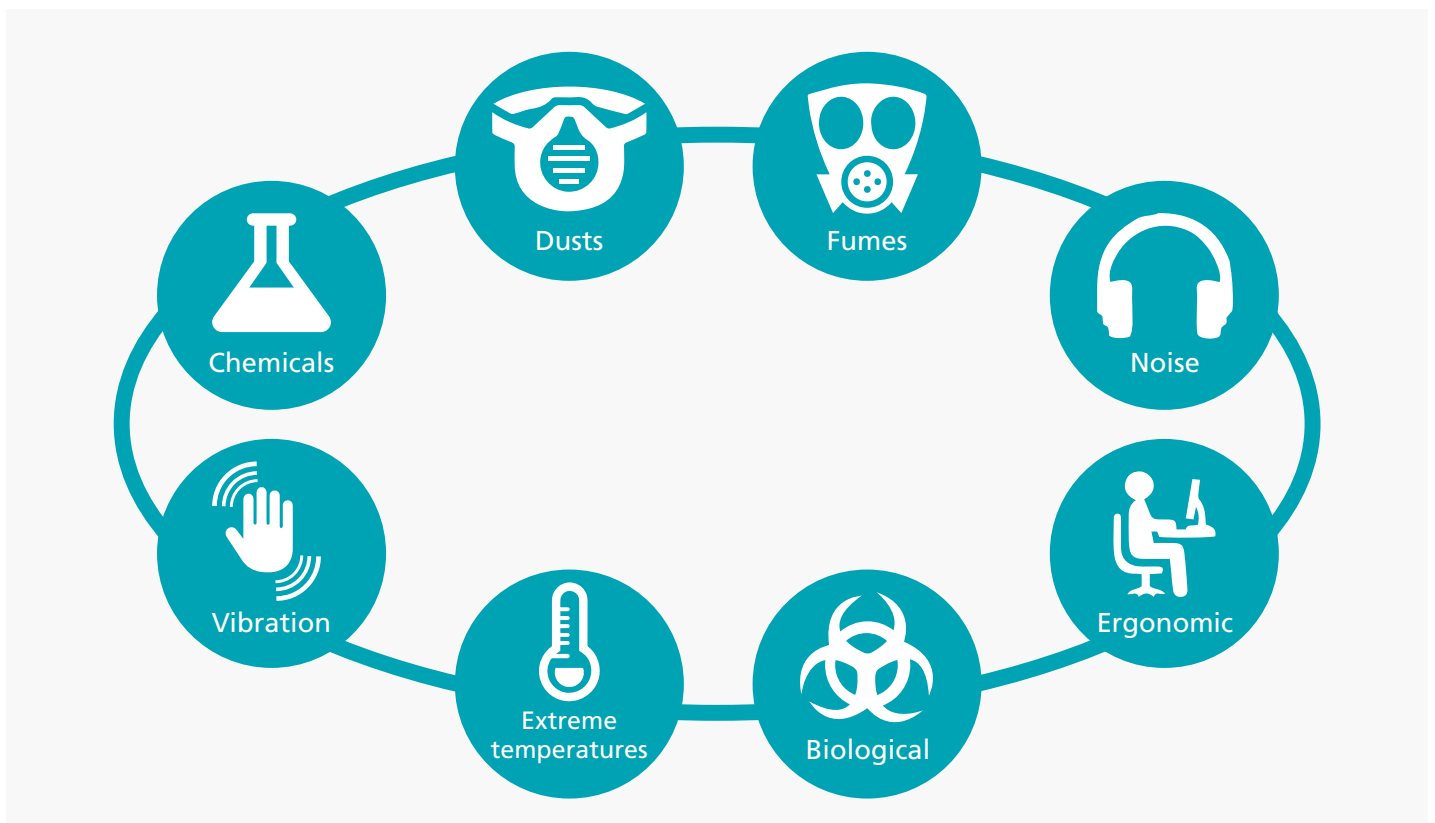 Dusts
Fumes
Chemicals
Noise
Vibration
Ergonomic
Extreme
temperatures
Biological